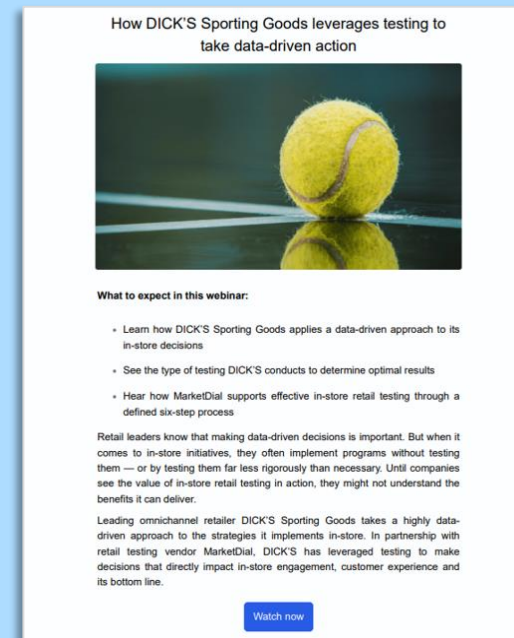 How DICK'S Sporting Goods leverages testing to
take data-driven action
What to expect in this webinar:
• Learn how DICK'S Sporting Goods applies a data-driven approach to its
in-store decisions
• See the type of testing DICK'S conducts to determine optimal results
• Hear how MarketDial supports effective in-store retail testing through a
defined six-step process
Retail leaders know that making data-driven decisions is important. But when it
comes to in-store initiatives, they often implement programs without testing
them — or by testing them far less rigorously than necessary. Until companies
see the value of in-store retail testing in action, they might not understand the
benefits it can deliver.
Leading omnichannel retailer DICK'S Sporting Goods takes a highly data-
driven approach to the strategies it implements in-store. In partnership with
retail testing vendor MarketDial, DICK'S has leveraged testing to make
decisions that directly impact in-store engagement, customer experience and
its bottom line.
Watch now